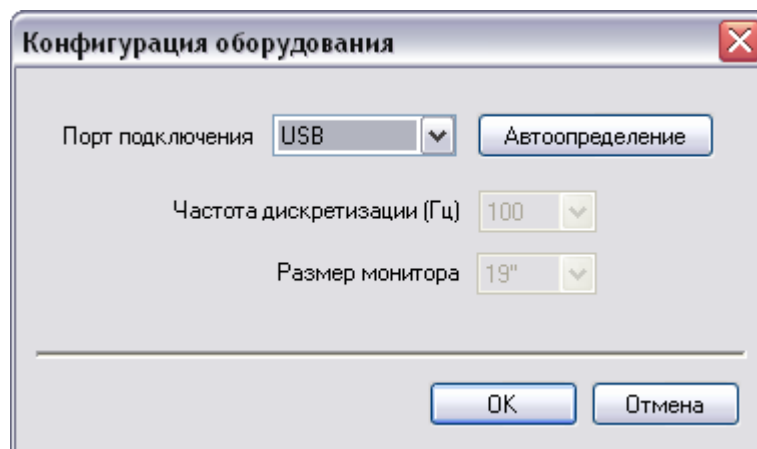 Конфигурация оборудования
Порт подключения USB Автоопределение
Частота дискретизации (Гц) 100
Размер монитора 19"
OK Отмена